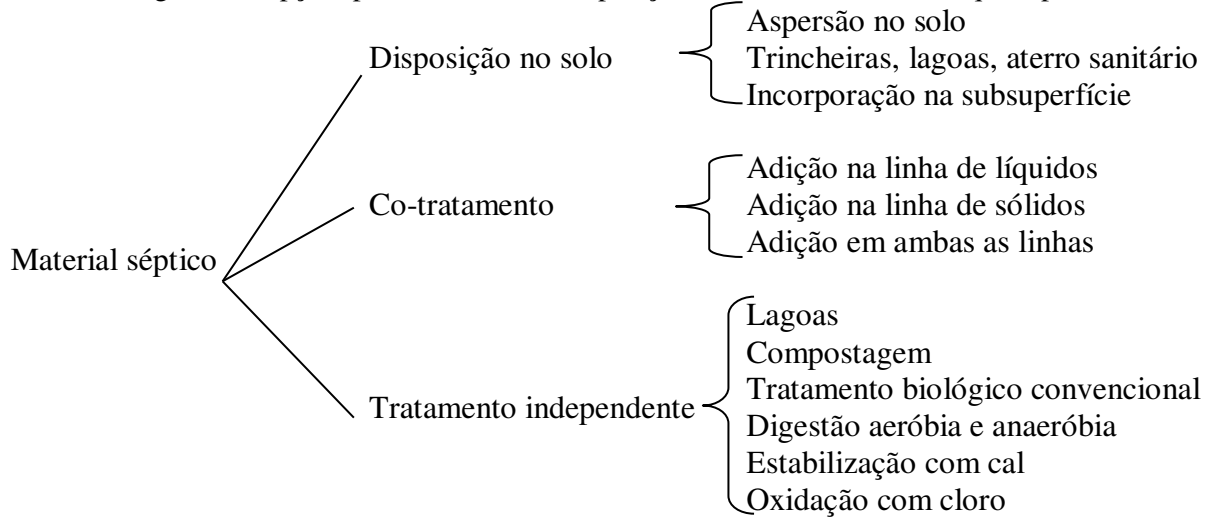 Aspersão no solo
Disposição no solo
Trincheiras, lagoas, aterro sanitário
Incorporação na subsuperfície
Adição na linha de líquidos
Co-tratamento
Adição na linha de sólidos
Adição em ambas as linhas
Material séptico
Lagoas
Compostagem
Tratamento biológico convencional
Tratamento independente
Digestão aeróbia e anaeróbia
Estabilização com cal
Oxidação com cloro